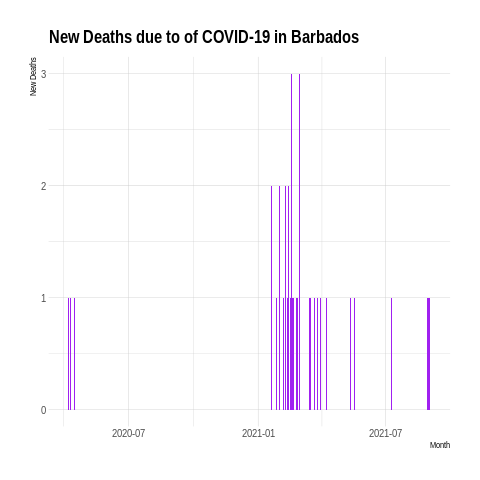 New Deaths due to of COVID-19 in Barbados
New Deaths
3
2
1
0
2020-07 2021-01 2021-07
Month